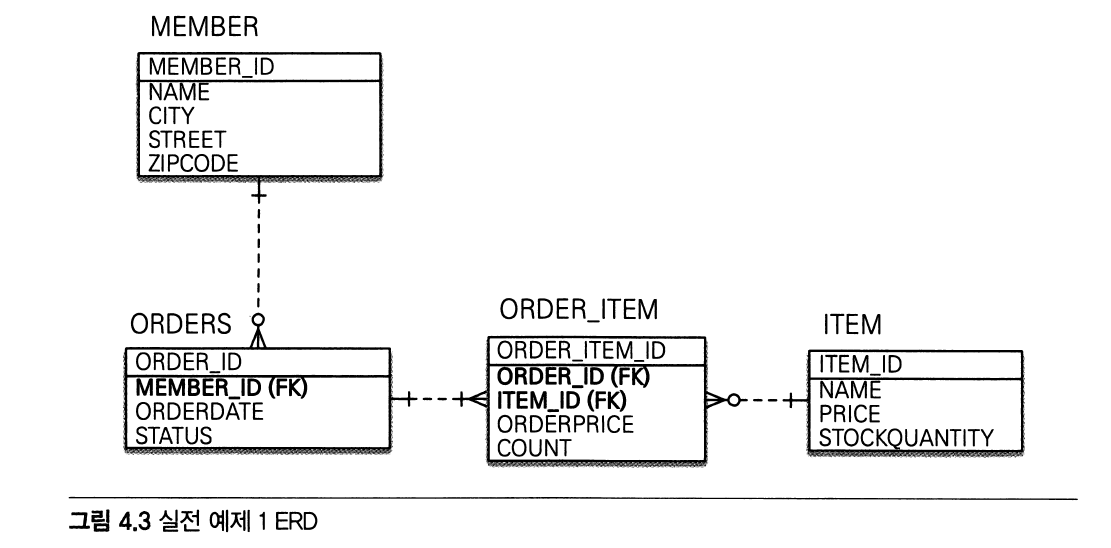 MEMBER
MEMBER_ID
NAME
CITY
STREET
ZIPCODE
ORDERS
ORDER_ID
MEMBER_ID (FK)
ORDERDATE
STATUS
ORDER_ITEM
ORDER_ITEM_ID
ORDER_ID (FK)
ITEM_ID (FK)
ORDERPRICE
COUNT
ITEM
ITEM_ID
NAME
PRICE
STOCKQUANTITY
그림 4.3 실전 예제 1 ERD